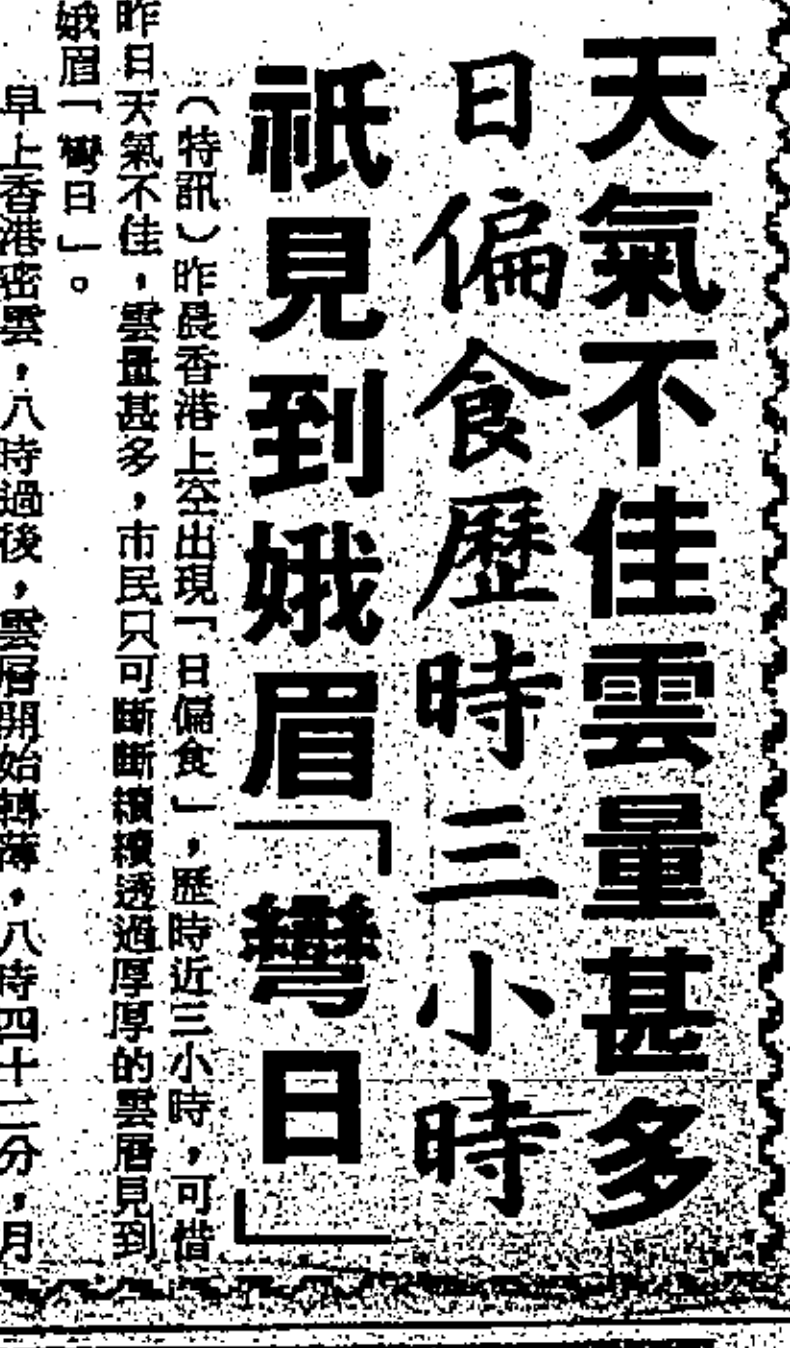 天氣不佳雲量甚多
日偏食歷時三小時
祇見到娥眉「彎日」
（特訊）昨晨香港上空出現「日偏食」，歷時近三小時，可惜
昨日天氣不佳，雲量甚多，市民只可斷斷續續透過厚厚的雲層見到
娥眉「彎日」。
早上香港密雲，八時過後，雲層開始轉薄，八時四十二分，月